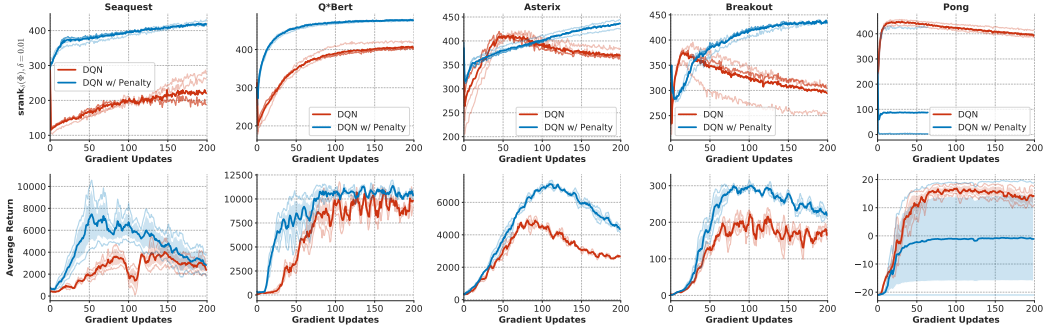 Seaquest
srank_δ(Φ), δ = 0.01
400
300
200
100
0 50 100 150 200
Gradient Updates
DQN
DQN w/ Penalty
Q*Bert
400
300
200
0 50 100 150 200
Gradient Updates
DQN
DQN w/ Penalty
Asterix
450
400
350
300
250
200
0 50 100 150 200
Gradient Updates
DQN
DQN w/ Penalty
Breakout
450
400
350
300
250
0 50 100 150 200
Gradient Updates
DQN
DQN w/ Penalty
Pong
400
300
200
100
0
0 50 100 150 200
Gradient Updates
DQN
DQN w/ Penalty
Average Return
10000
8000
6000
4000
2000
0
0 50 100 150 200
Gradient Updates
12500
10000
7500
5000
2500
0
0 50 100 150 200
Gradient Updates
6000
4000
2000
0
0 50 100 150 200
Gradient Updates
300
200
100
0
0 50 100 150 200
Gradient Updates
20
10
0
−10
−20
0 50 100 150 200
Gradient Updates